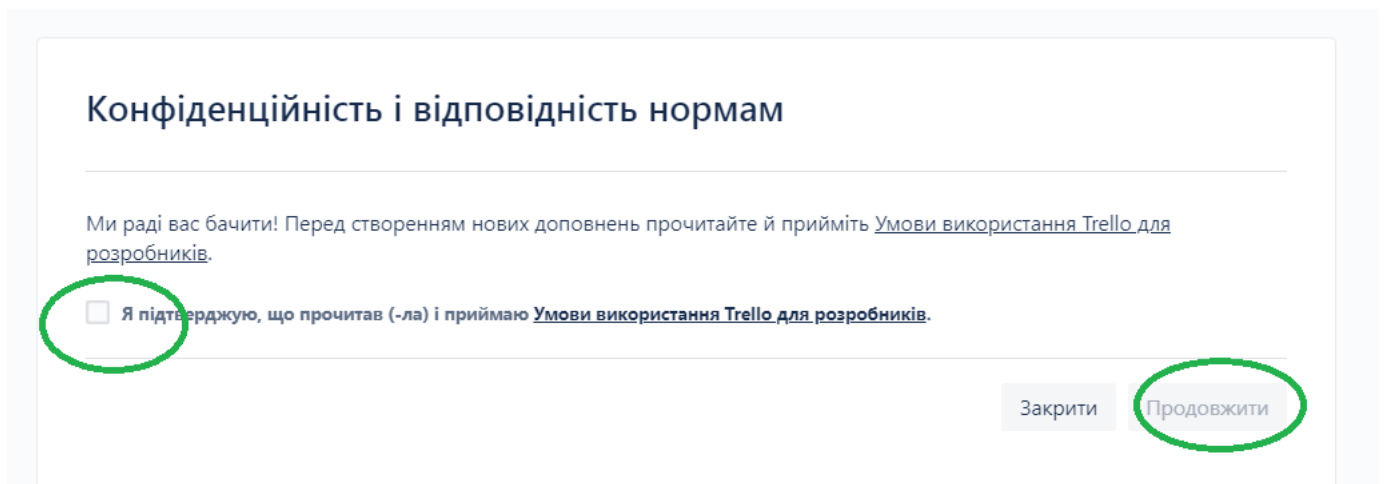 Конфіденційність і відповідність нормам
Ми раді вас бачити! Перед створенням нових доповнень прочитайте й прийміть Умови використання Trello для
розробників.
Я підтверджую, що прочитав (-ла) і приймаю Умови використання Trello для розробників.
Закрити Продовжити